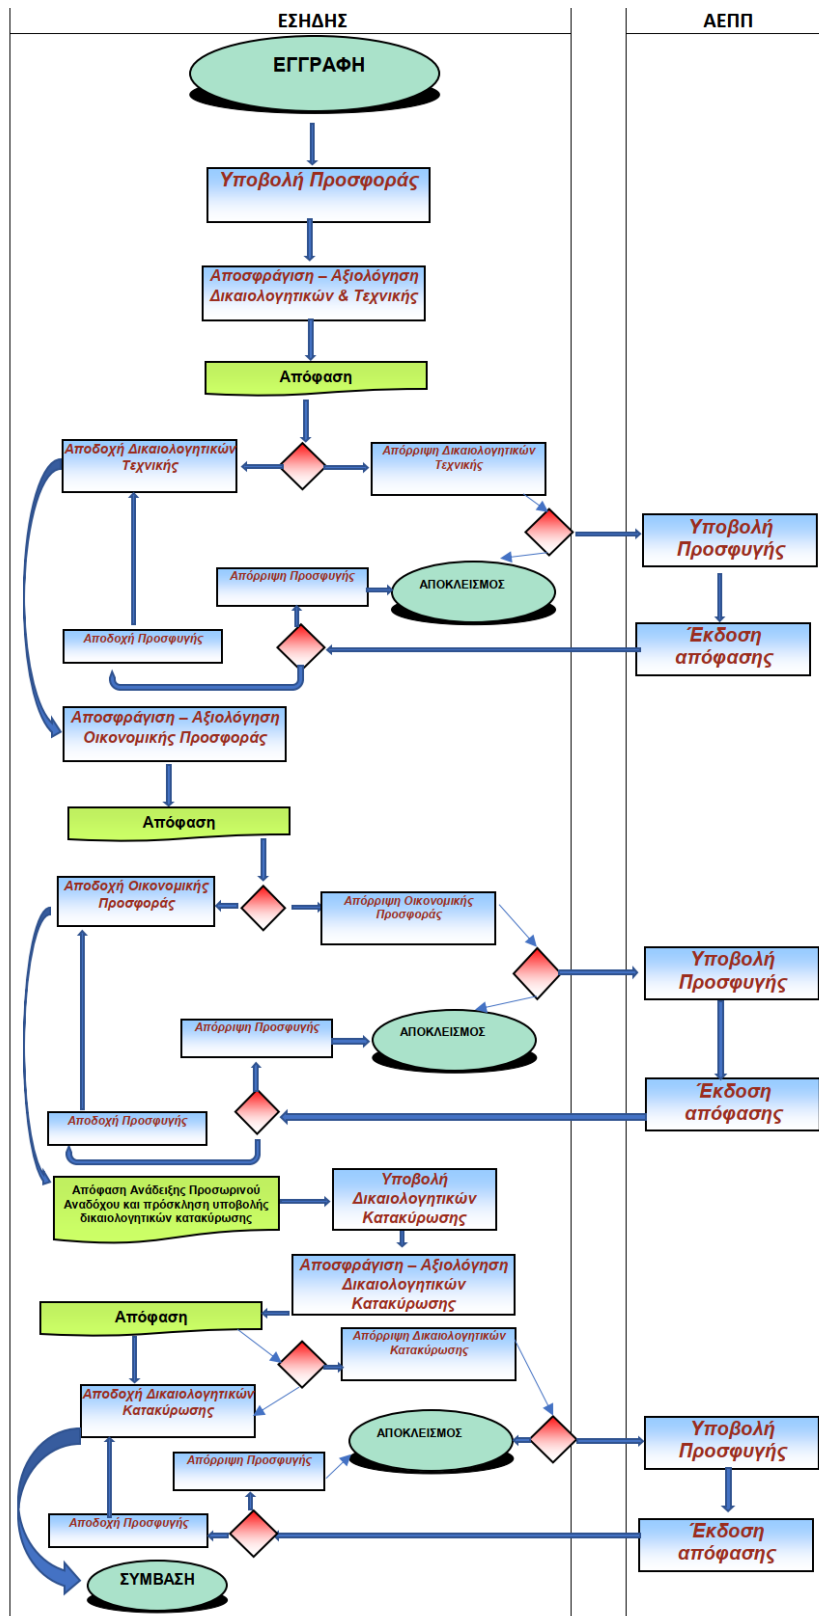 ΕΣΗΔΗΣ
ΑΕΠΠ
ΕΓΓΡΑΦΗ
Υποβολή Προσφοράς
Αποσφράγιση – Αξιολόγηση
Δικαιολογητικών & Τεχνικής
Απόφαση
Αποδοχή Δικαιολογητικών
Τεχνικής
Απόρριψη Δικαιολογητικών
Τεχνικής
Υποβολή
Προσφυγής
Απόρριψη Προσφυγής
ΑΠΟΚΛΕΙΣΜΟΣ
Αποδοχή Προσφυγής
Έκδοση
απόφασης
Αποσφράγιση – Αξιολόγηση
Οικονομικής Προσφοράς
Απόφαση
Αποδοχή Οικονομικής
Προσφοράς
Απόρριψη Οικονομικής
Προσφοράς
Υποβολή
Προσφυγής
Απόρριψη Προσφυγής
ΑΠΟΚΛΕΙΣΜΟΣ
Αποδοχή Προσφυγής
Έκδοση
απόφασης
Απόφαση Ανάδειξης Προσωρινού
Αναδόχου και πρόσκληση υποβολής
δικαιολογητικών κατακύρωσης
Υποβολή
Δικαιολογητικών
Κατακύρωσης
Αποσφράγιση – Αξιολόγηση
Δικαιολογητικών
Κατακύρωσης
Απόφαση
Απόρριψη Δικαιολογητικών
Κατακύρωσης
Αποδοχή Δικαιολογητικών
Κατακύρωσης
ΑΠΟΚΛΕΙΣΜΟΣ
Υποβολή
Προσφυγής
Απόρριψη Προσφυγής
Αποδοχή Προσφυγής
Έκδοση
απόφασης
ΣΥΜΒΑΣΗ